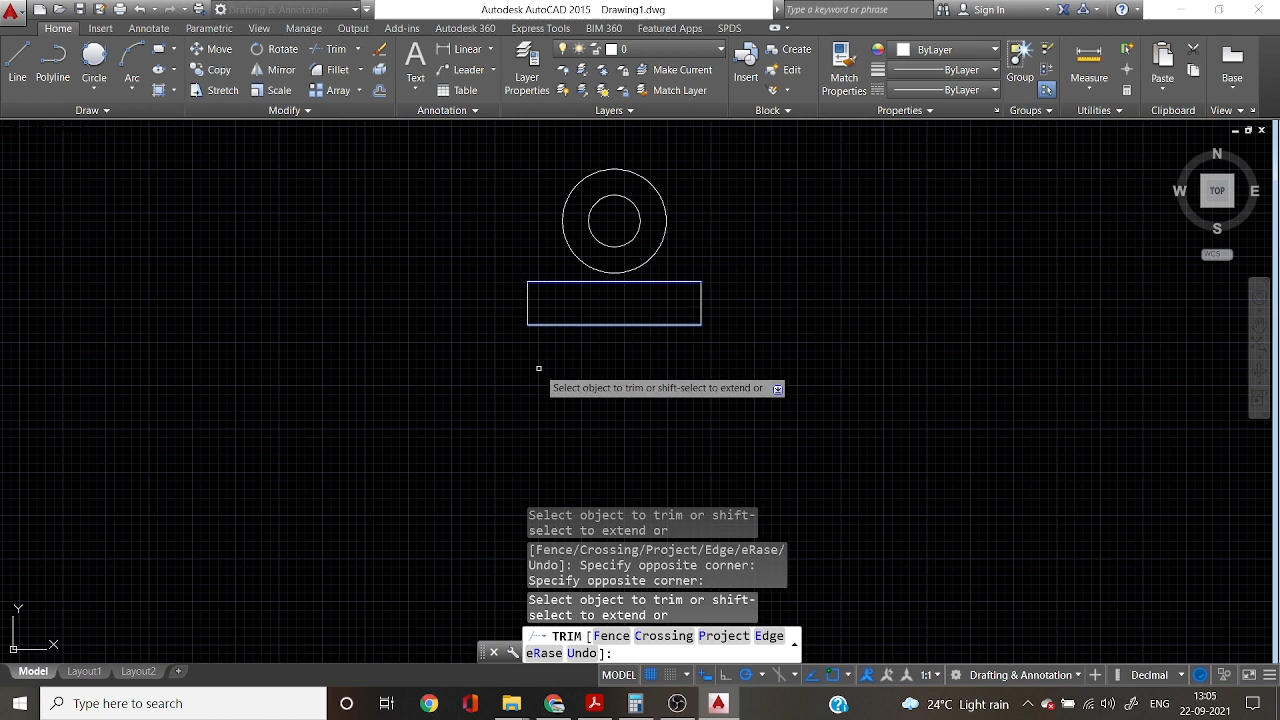 Drafting & Annotation
Autodesk AutoCAD 2015 Drawing1.dwg
Type a keyword or phrase
Sign In
Home Insert Annotate Parametric View Manage Output Add-ins Autodesk 360 Express Tools BIM 360 Featured Apps SPDS
Line Polyline Circle Arc
Move Rotate Trim
Copy Mirror Fillet
Stretch Scale Array
Text Linear
Leader
Table
Layer Properties
0
Make Current
Match Layer
Insert Create
Edit
Match Properties
ByLayer
ByLayer
ByLayer
Group
Measure
Paste
Base
Draw Modify Annotation Layers Block Properties Groups Utilities Clipboard View
N
W TOP E
S
WCS
Select object to trim or shift-select to extend or
Select object to trim or shift-
select to extend or
[Fence/Crossing/Project/Edge/eRase/
Undo]: Specify opposite corner:
Specify opposite corner:
Select object to trim or shift-
select to extend or
TRIM [Fence Crossing Project Edge
eRase Undo]:
Y
X
Model Layout1 Layout2 +
MODEL 1:1 Drafting & Annotation Decimal
Type here to search
24°C Light rain
ENG
13:05
22-09-2021